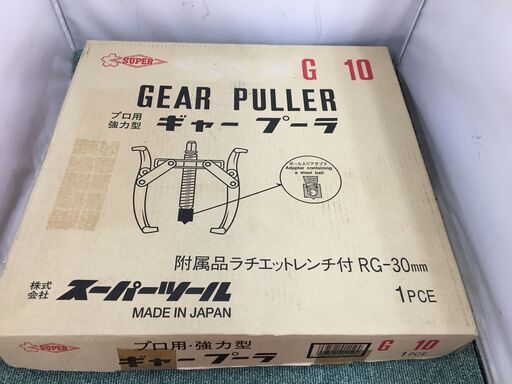 SUPER
G 10
GEAR PULLER
プロ用
強力型
ギャープーラ
ボール入りアダプタ
Adapter containing
a steel ball
附属品ラチエットレンチ付 RG-30mm
株式
会社
スーパーツール
1PCE
MADE IN JAPAN
SUPER
プロ用・強力型
ギャープーラ
G 10
1PCE